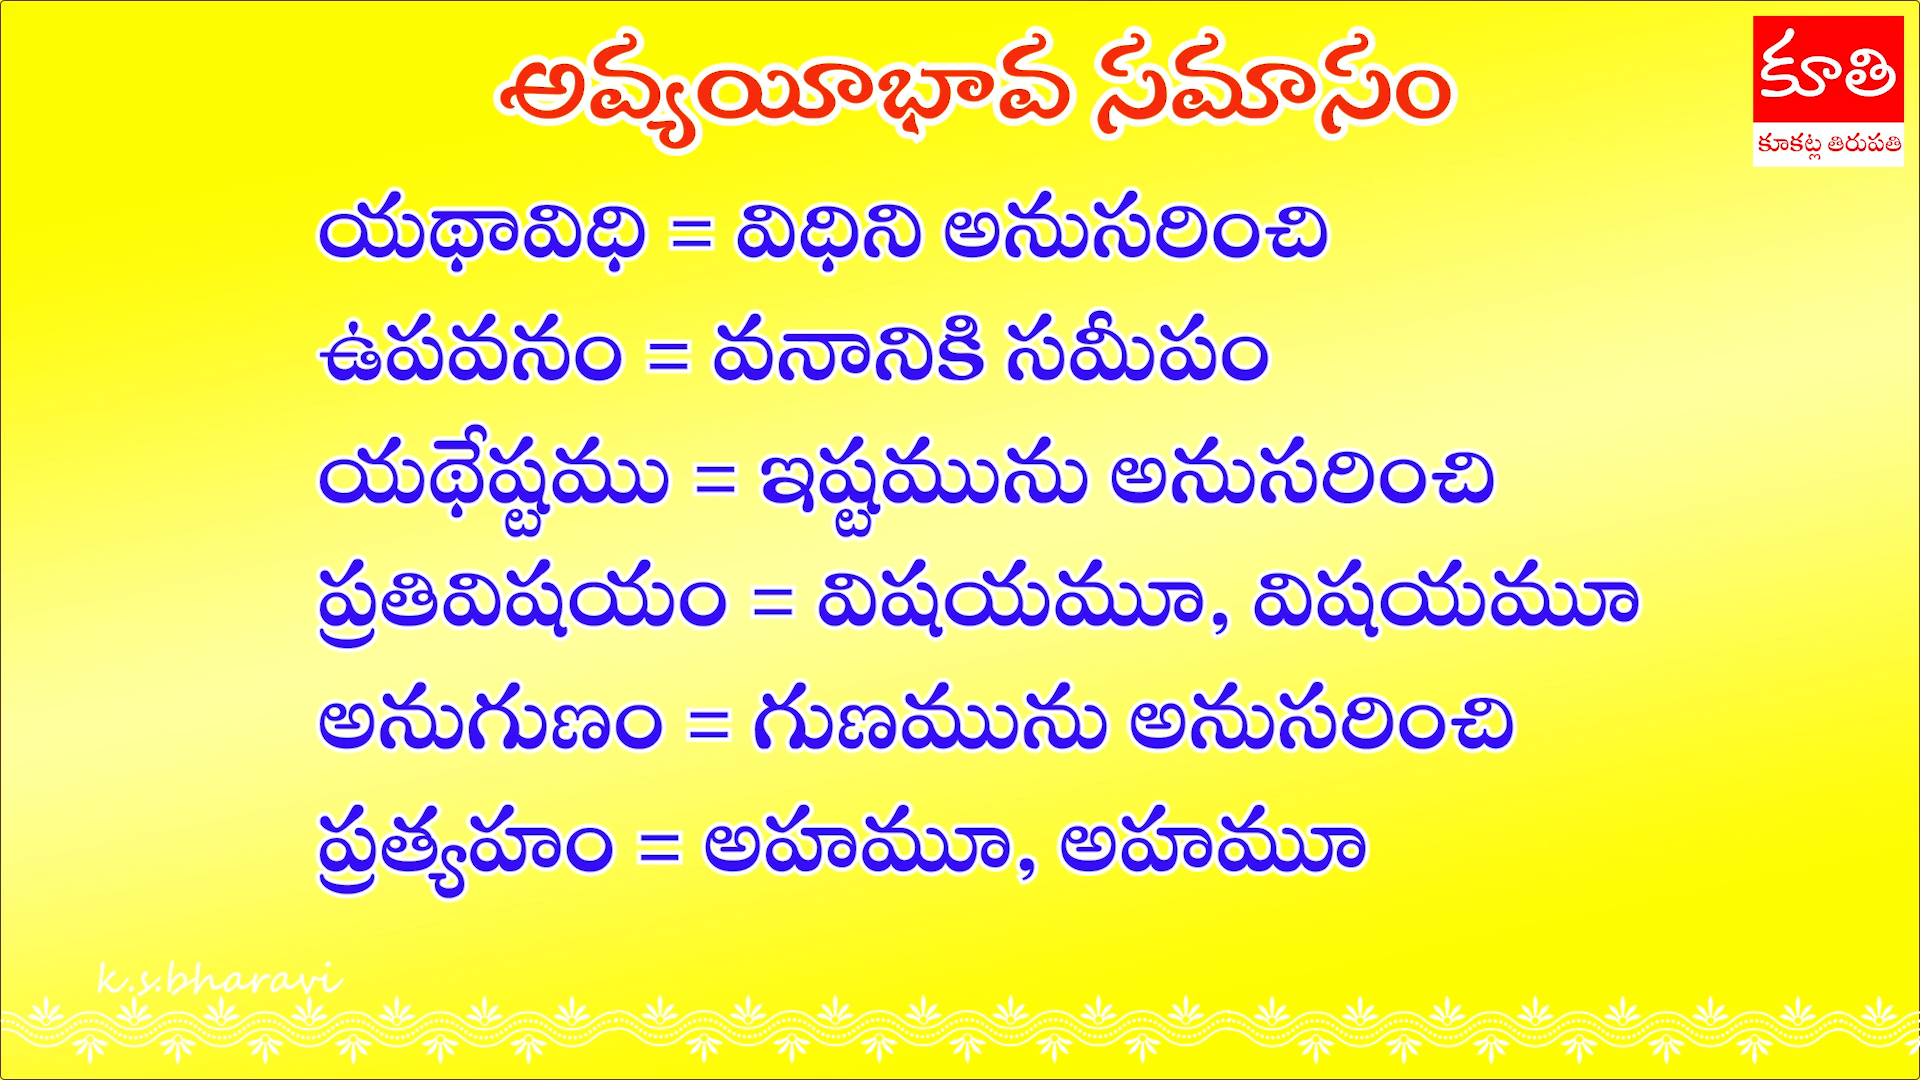 అవ్యయీభావ సమాసం
కూతి
కూకట్ల తిరుపతి
యథావిధి = విధిని అనుసరించి
ఉపవనం = వనానికి సమీపం
యథేష్టము = ఇష్టమును అనుసరించి
ప్రతివిషయం = విషయమూ, విషయమూ
అనుగుణం = గుణమును అనుసరించి
ప్రత్యహం = అహమూ, అహమూ
k.s.bharavi